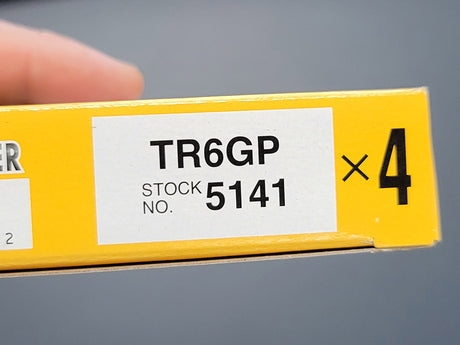 TR6GP
STOCK
NO. 5141
×4
ER
2